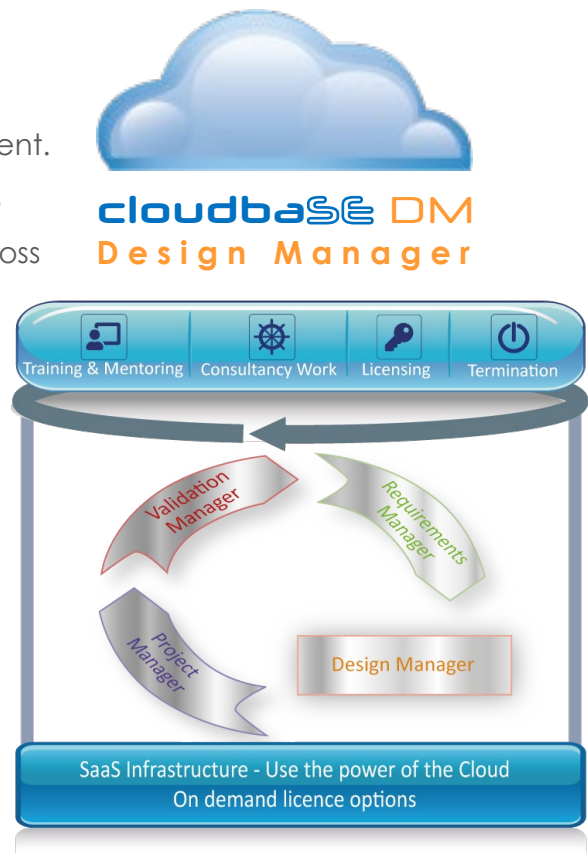 ent.
oss
cloudbaSE DM
Design Manager
Training & Mentoring
Consultancy Work
Licensing
Termination
Validation
Manager
Requirements
Manager
Project
Manager
Design Manager
SaaS Infrastructure - Use the power of the Cloud
On demand licence options